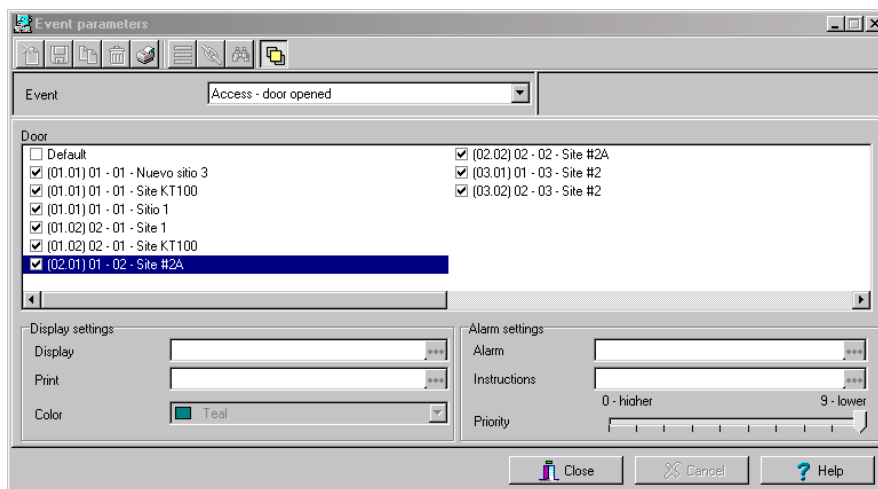 Event parameters
Event
Access - door opened
Door
Default
(01.01) 01 - 01 - Nuevo sitio 3
(01.01) 01 - 01 - Site KT100
(01.01) 01 - 01 - Sitio 1
(01.02) 02 - 01 - Site 1
(01.02) 02 - 01 - Site KT100
(02.01) 01 - 02 - Site #2A
(02.02) 02 - 02 - Site #2A
(03.01) 01 - 03 - Site #2
(03.02) 02 - 03 - Site #2
Display settings
Display
Print
Color
Teal
Alarm settings
Alarm
Instructions
0 - higher
9 - lower
Priority
Close
Cancel
Help